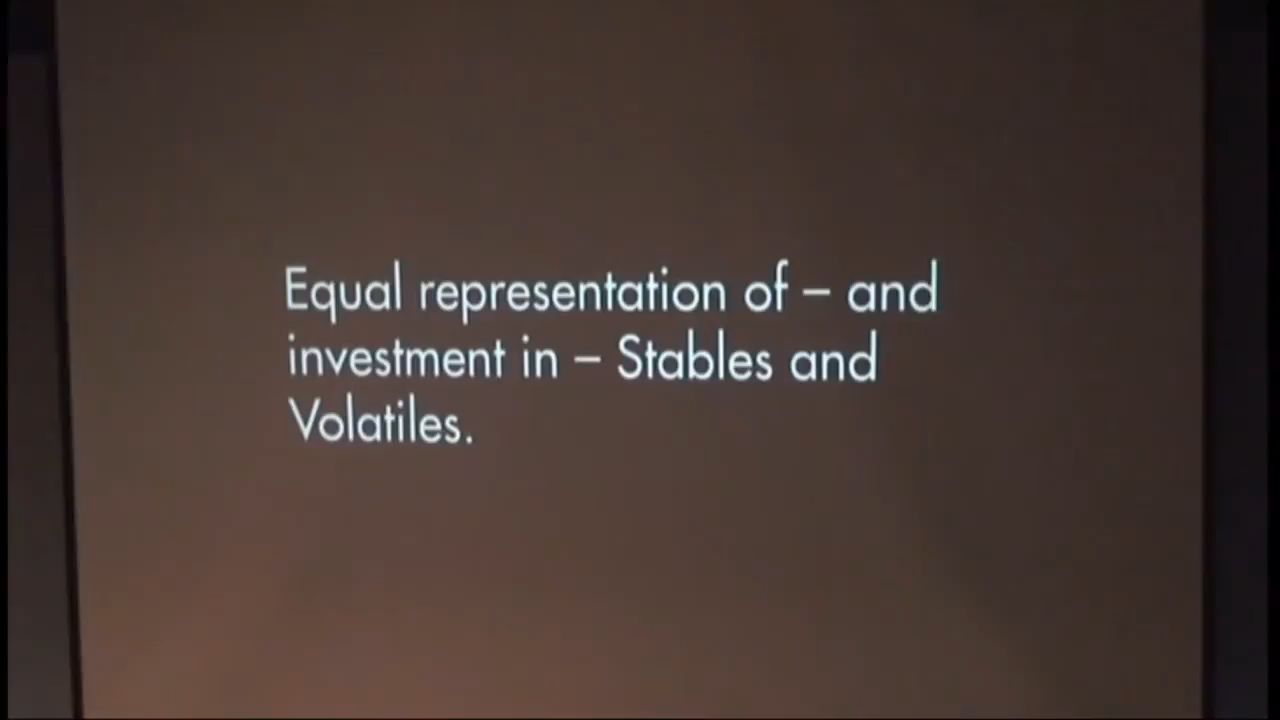 Equal representation of – and
investment in – Stables and
Volatiles.